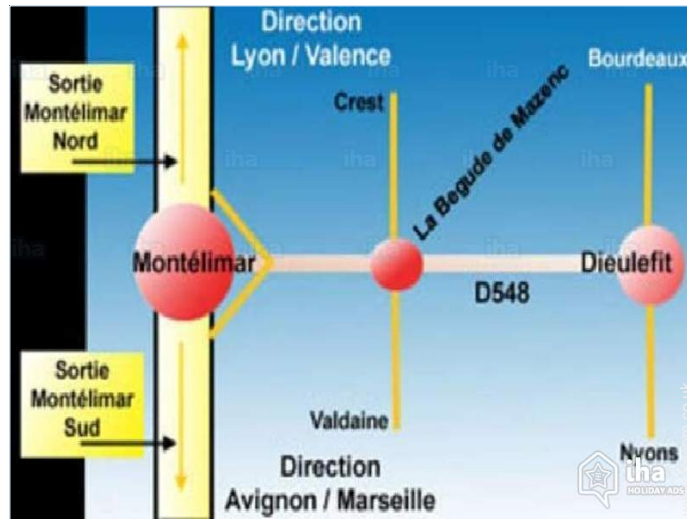 Direction
Lyon / Valence
Bourdeaux
Sortie
Montélimar
Nord
Crest
La Begude de Mazenc
Montélimar
Dieulefit
D548
Sortie
Montélimar
Sud
Valdaine
Nyons
Direction
Avignon / Marseille
iha
HOLIDAY ADS